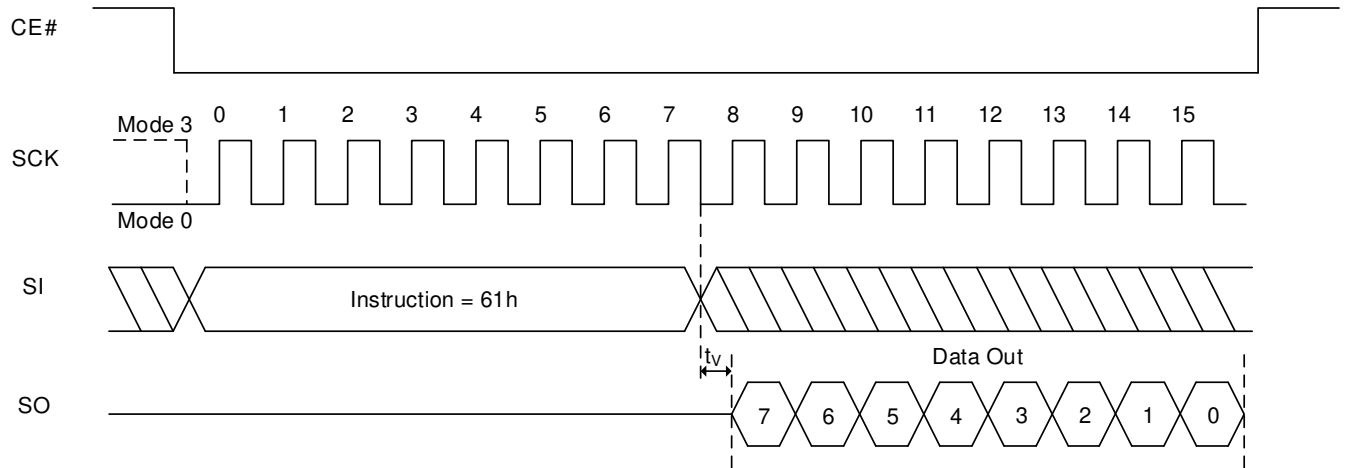 CE#
0 1 2 3 4 5 6 7 8 9 10 11 12 13 14 15
Mode 3
SCK
Mode 0
SI
Instruction = 61h
tV
Data Out
SO
7 6 5 4 3 2 1 0